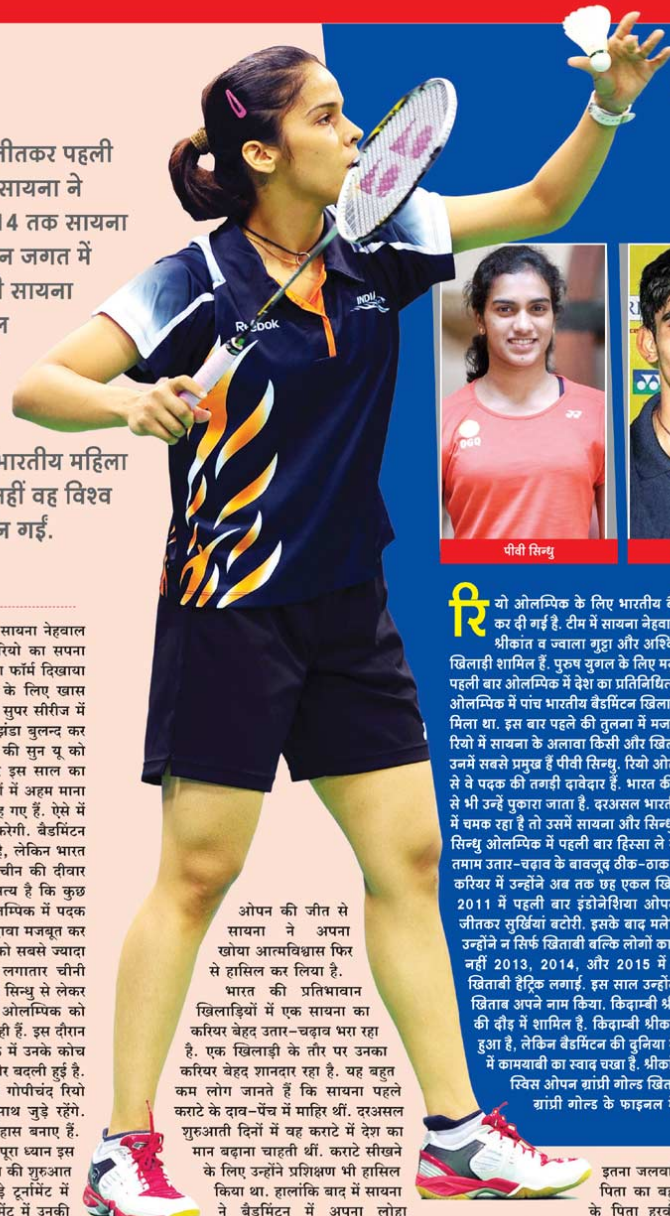 जीतकर पहली
सायना ने
14 तक सायना
न जगत में
सायना
भारतीय महिला
नहीं वह विश्व
न गईं.
सायना नेहवाल
रियो का सपना
फॉर्म दिखाया
के लिए खास
सुपर सीरीज में
झंडा बुलन्द कर
की सुन यू को
इस साल का
में अहम माना
ह गए हैं. ऐसे में
करेगी. बैडमिंटन
है, लेकिन भारत
चीन की दीवार
सत्य है कि कुछ
लम्पिक में पदक
दावा मजबूत कर
को सबसे ज्यादा
लगातार चीनी
सिन्धु से लेकर
ओलम्पिक को
रही हैं. इस दौरान
में उनके कोच
बदली हुई है.
गोपीचंद रियो
साथ जुड़े रहेंगे.
हास बनाए हैं.
पूरा ध्यान इस
की शुरुआत
टूर्नामेंट में
मेंट में उनकी
ओपन की जीत से
सायना ने अपना
खोया आत्मविश्वास फिर
से हासिल कर लिया है.
भारत की प्रतिभावान
खिलाड़ियों में एक सायना का
करियर बेहद उतार-चढ़ाव भरा रहा
है. एक खिलाड़ी के तौर पर उनका
करियर बेहद शानदार रहा है. यह बहुत
कम लोग जानते हैं कि सायना पहले
कराटे के दाव-पेंच में माहिर थीं. दरअसल
शुरुआती दिनों में वह कराटे में देश का
मान बढ़ाना चाहती थीं. कराटे सीखने
के लिए उन्होंने प्रशिक्षण भी हासिल
किया था. हालांकि बाद में सायना
ने बैडमिंटन में अपना लोहा
Reebok
INDIA
OGQ
पीवी सिन्धु
रियो ओलम्पिक के लिए भारतीय बै
कर दी गई है. टीम में सायना नेहवा
श्रीकांत व ज्वाला गुट्टा और अश्वि
खिलाड़ी शामिल हैं. पुरुष युगल के लिए म
पहली बार ओलम्पिक में देश का प्रतिनिधित
ओलम्पिक में पांच भारतीय बैडमिंटन खिला
मिला था. इस बार पहले की तुलना में मज
रियो में सायना के अलावा किसी और खि
उनमें सबसे प्रमुख हैं पीवी सिन्धु. रियो ओ
से वे पदक की तगड़ी दावेदार हैं. भारत की
से भी उन्हें पुकारा जाता है. दरअसल भारत
में चमक रहा है तो उसमें सायना और सिन्ध
सिन्धु ओलम्पिक में पहली बार हिस्सा ले
तमाम उतार-चढ़ाव के बावजूद ठीक-ठाक
करियर में उन्होंने अब तक छह एकल खि
2011 में पहली बार इंडोनेशिया ओप
जीतकर सुर्खियां बटोरी. इसके बाद मले
उन्होंने न सिर्फ खिताबी बल्कि लोगों का
नहीं 2013, 2014, और 2015 में
खिताबी हैट्रिक लगाई. इस साल उन्हों
खिताब अपने नाम किया. किदाम्बी श्री
की दौड़ में शामिल है. किदाम्बी श्रीक
हुआ है, लेकिन बैडमिंटन की दुनिया
में कामयाबी का स्वाद चखा है. श्रीक
स्विस ओपन ग्रांप्री गोल्ड खि
ग्रांप्री गोल्ड के फाइनल
इतना जलव
पिता का ब
के पिता हरव